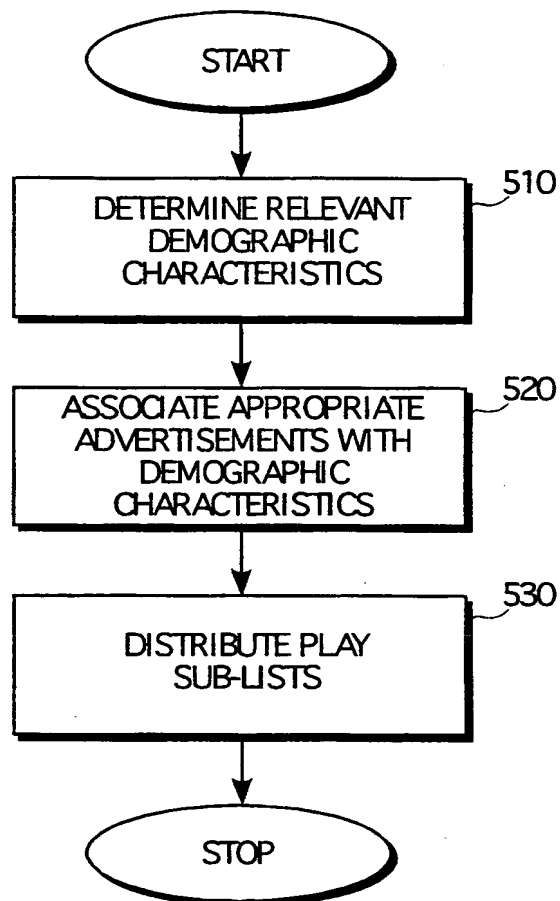 START
510
DETERMINE RELEVANT
DEMOGRAPHIC
CHARACTERISTICS
520
ASSOCIATE APPROPRIATE
ADVERTISEMENTS WITH
DEMOGRAPHIC
CHARACTERISTICS
530
DISTRIBUTE PLAY
SUB-LISTS
STOP